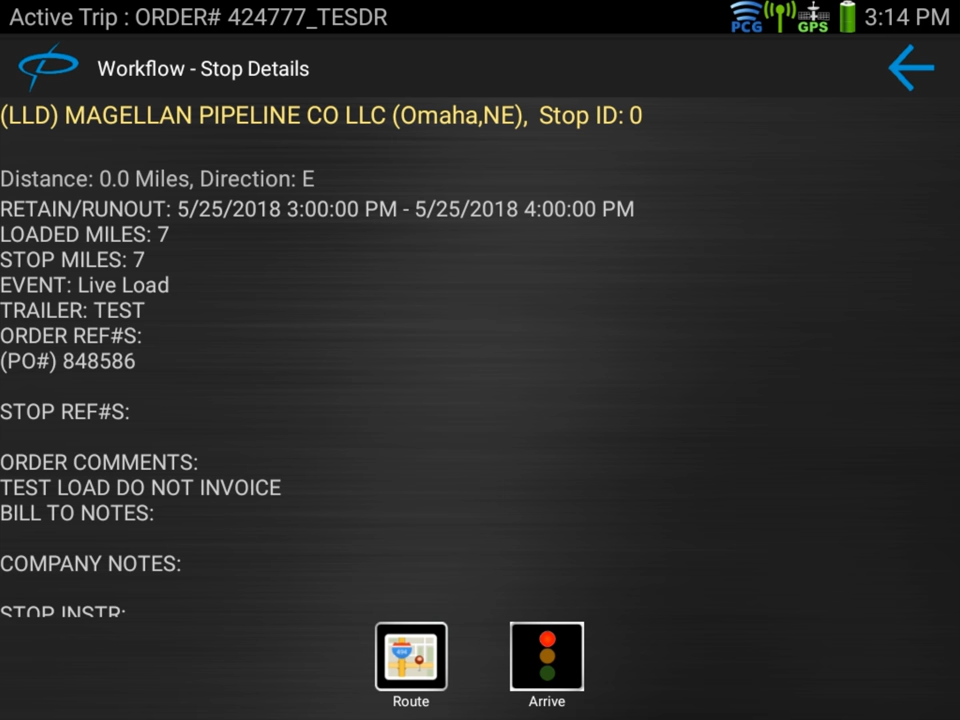 Active Trip : ORDER# 424777_TESDR
PCG GPS 3:14 PM
Workflow - Stop Details
(LLD) MAGELLAN PIPELINE CO LLC (Omaha,NE), Stop ID: 0
Distance: 0.0 Miles, Direction: E
RETAIN/RUNOUT: 5/25/2018 3:00:00 PM - 5/25/2018 4:00:00 PM
LOADED MILES: 7
STOP MILES: 7
EVENT: Live Load
TRAILER: TEST
ORDER REF#S:
(PO#) 848586
STOP REF#S:
ORDER COMMENTS:
TEST LOAD DO NOT INVOICE
BILL TO NOTES:
COMPANY NOTES:
STOP INSTR:
Route
Arrive